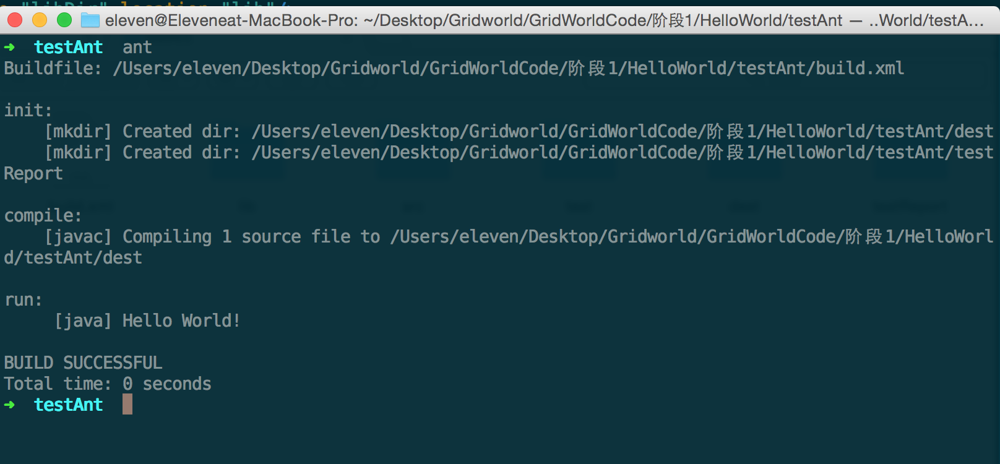 "libDir" location "lib"/
eleven@Eleveneat-MacBook-Pro: ~/Desktop/Gridworld/GridWorldCode/阶段1/HelloWorld/testAnt — ..World/testA...
➜ testAnt ant
Buildfile: /Users/eleven/Desktop/Gridworld/GridWorldCode/阶段1/HelloWorld/testAnt/build.xml
init:
[mkdir] Created dir: /Users/eleven/Desktop/Gridworld/GridWorldCode/阶段1/HelloWorld/testAnt/dest
[mkdir] Created dir: /Users/eleven/Desktop/Gridworld/GridWorldCode/阶段1/HelloWorld/testAnt/test
Report
compile:
[javac] Compiling 1 source file to /Users/eleven/Desktop/Gridworld/GridWorldCode/阶段1/HelloWorl
d/testAnt/dest
run:
[java] Hello World!
BUILD SUCCESSFUL
Total time: 0 seconds
➜ testAnt